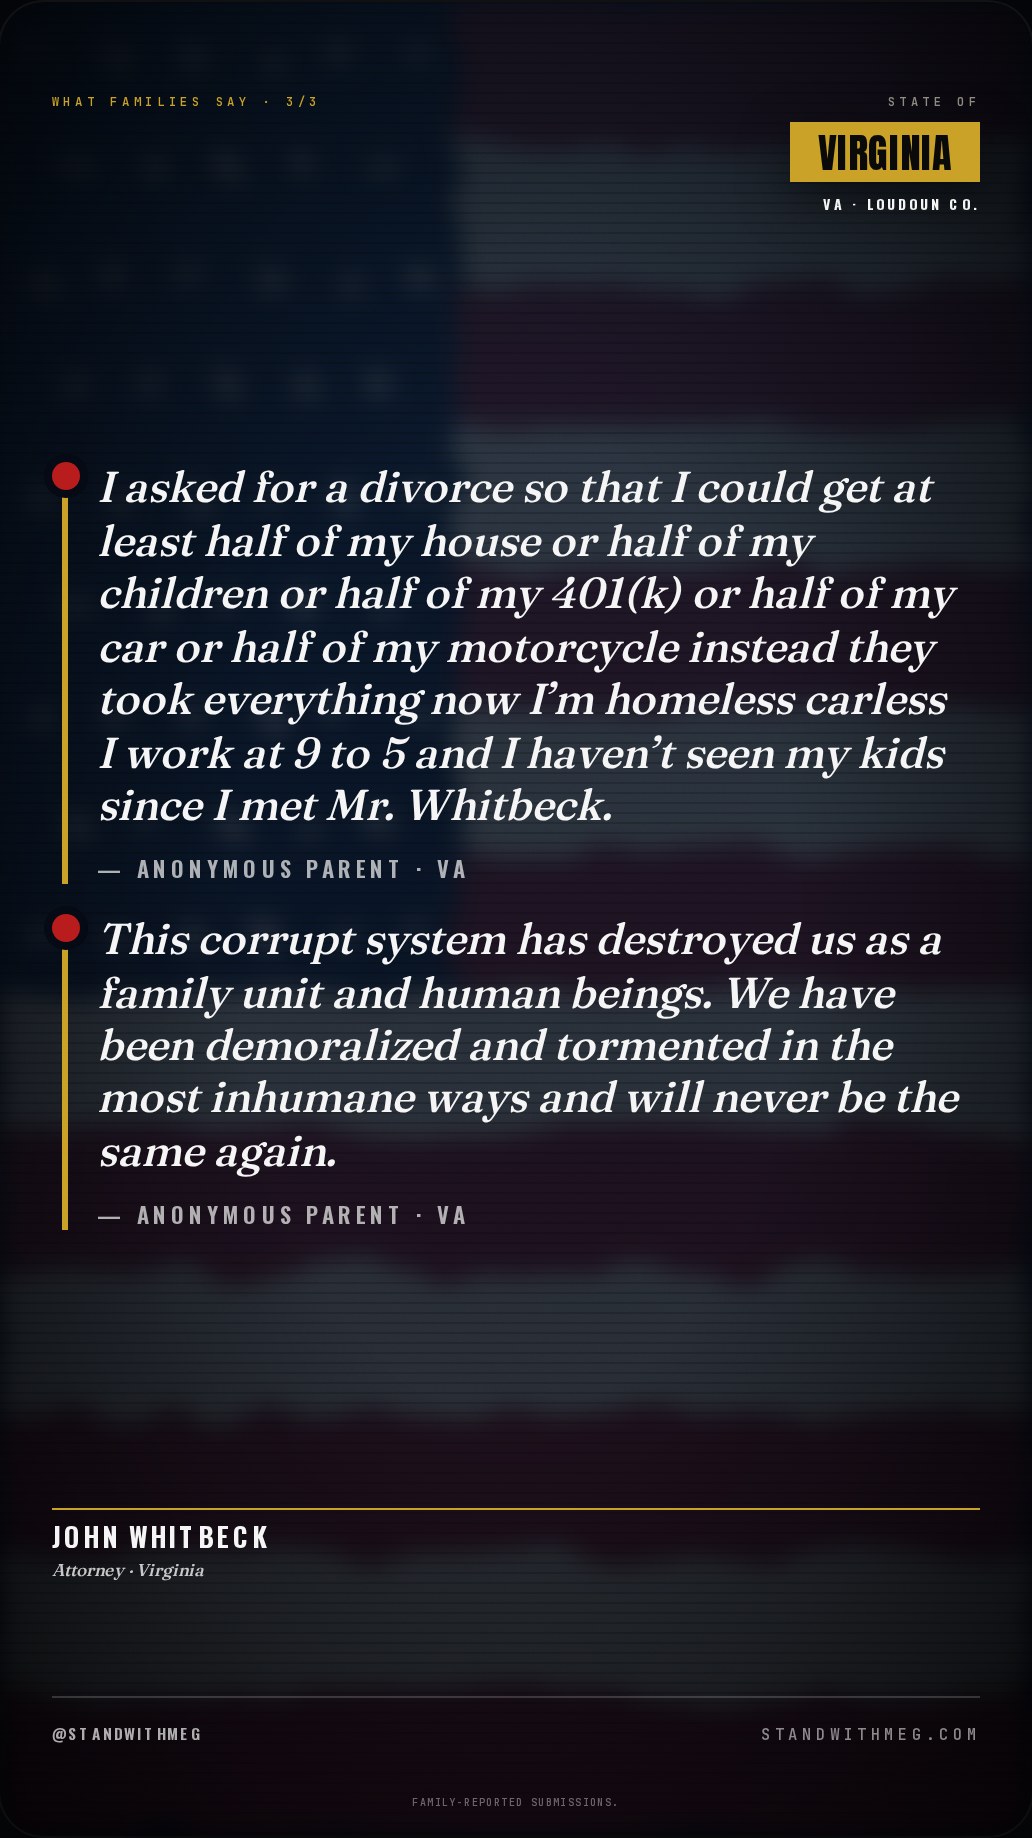 WHAT FAMILIES SAY · 3/3
STATE OF
VIRGINIA
VA · LOUDOUN CO.
I asked for a divorce so that I could get at
least half of my house or half of my
children or half of my 401(k) or half of my
car or half of my motorcycle instead they
took everything now I’m homeless carless
I work at 9 to 5 and I haven’t seen my kids
since I met Mr. Whitbeck.
— ANONYMOUS PARENT · VA
This corrupt system has destroyed us as a
family unit and human beings. We have
been demoralized and tormented in the
most inhumane ways and will never be the
same again.
— ANONYMOUS PARENT · VA
JOHN WHITBECK
Attorney · Virginia
@STANDWITHMEG
STANDWITHMEG.COM
FAMILY-REPORTED SUBMISSIONS.